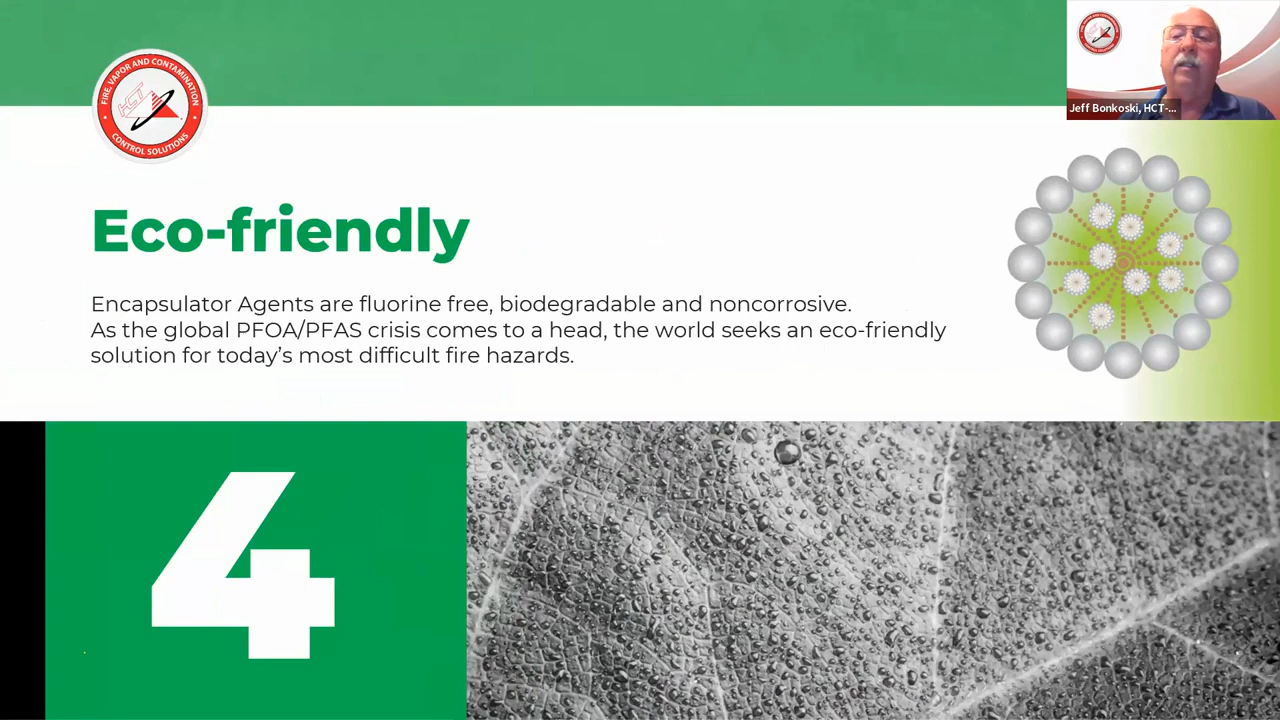 FIRE, VAPOR AND CONTAMINATION
HCT
CONTROL SOLUTIONS
Jeff Bonkoski, HCT-...
Eco-friendly
Encapsulator Agents are fluorine free, biodegradable and noncorrosive.
As the global PFOA/PFAS crisis comes to a head, the world seeks an eco-friendly
solution for today’s most difficult fire hazards.
4